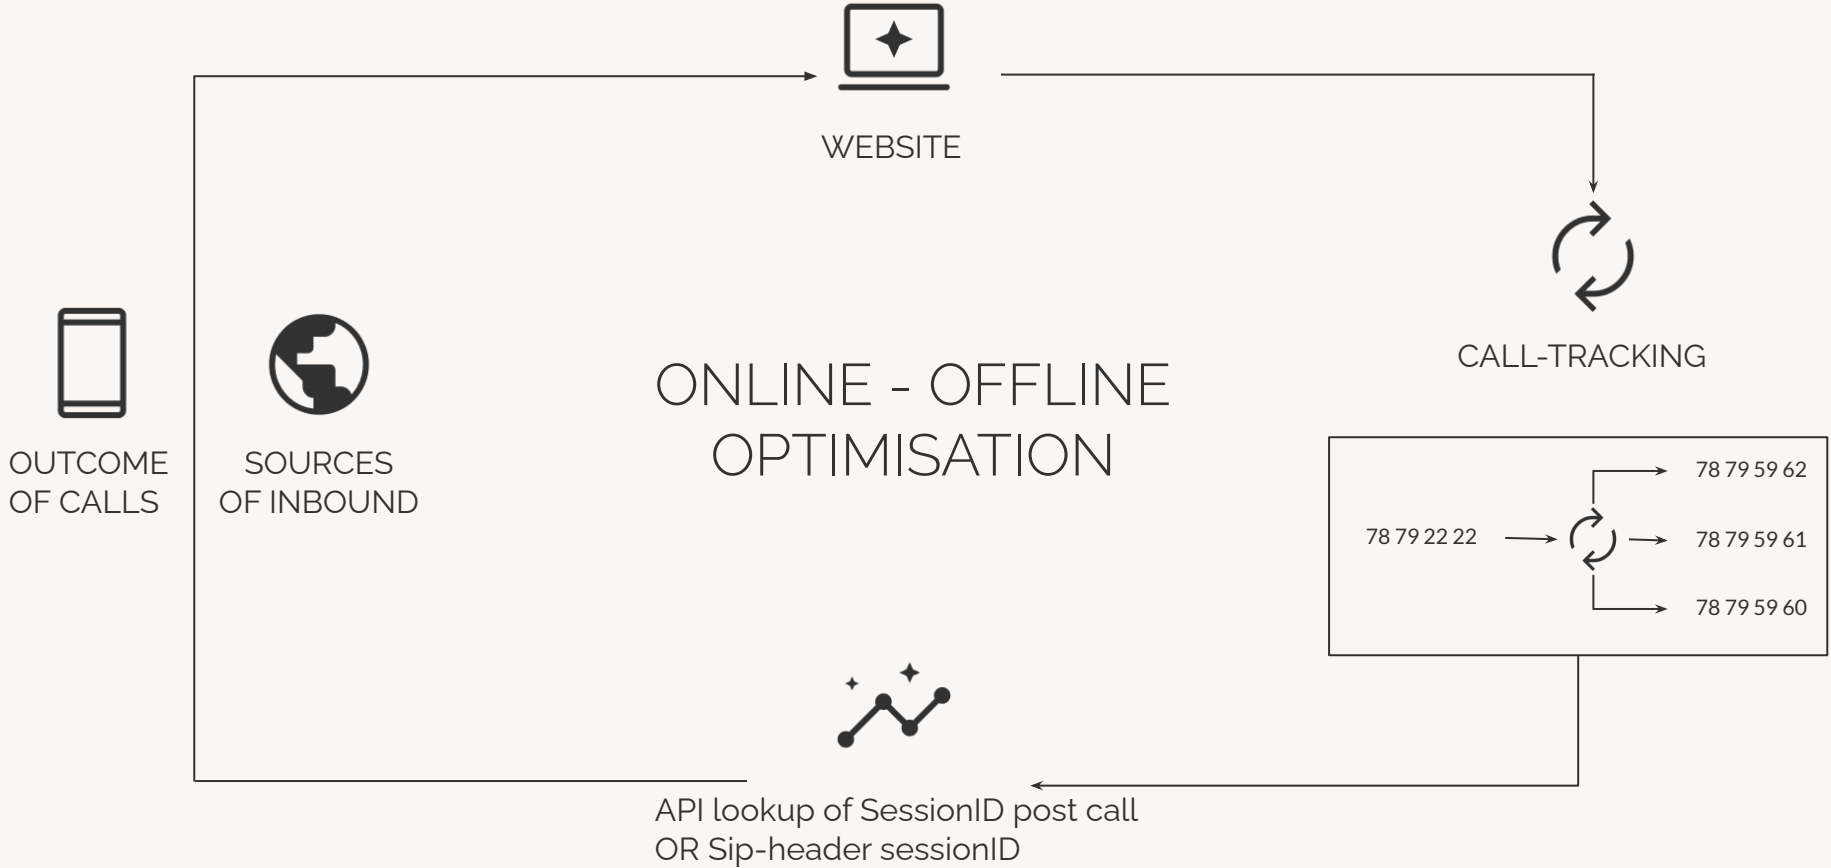 WEBSITE
CALL-TRACKING
OUTCOME
OF CALLS
SOURCES
OF INBOUND
ONLINE - OFFLINE
OPTIMISATION
78 79 59 62
78 79 22 22
78 79 59 61
78 79 59 60
API lookup of SessionID post call
OR Sip-header sessionID